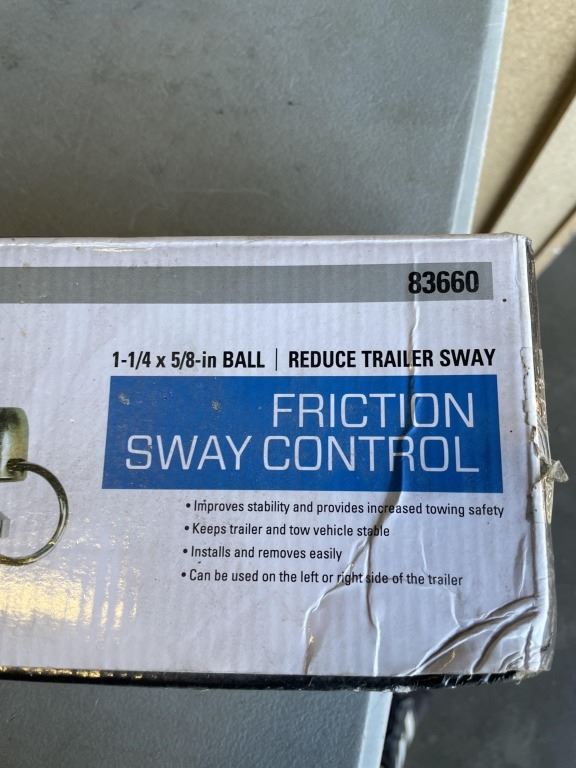 83660
1-1/4 x 5/8-in BALL | REDUCE TRAILER SWAY
FRICTION
SWAY CONTROL
• Improves stability and provides increased towing safety
• Keeps trailer and tow vehicle stable
• Installs and removes easily
• Can be used on the left or right side of the trailer